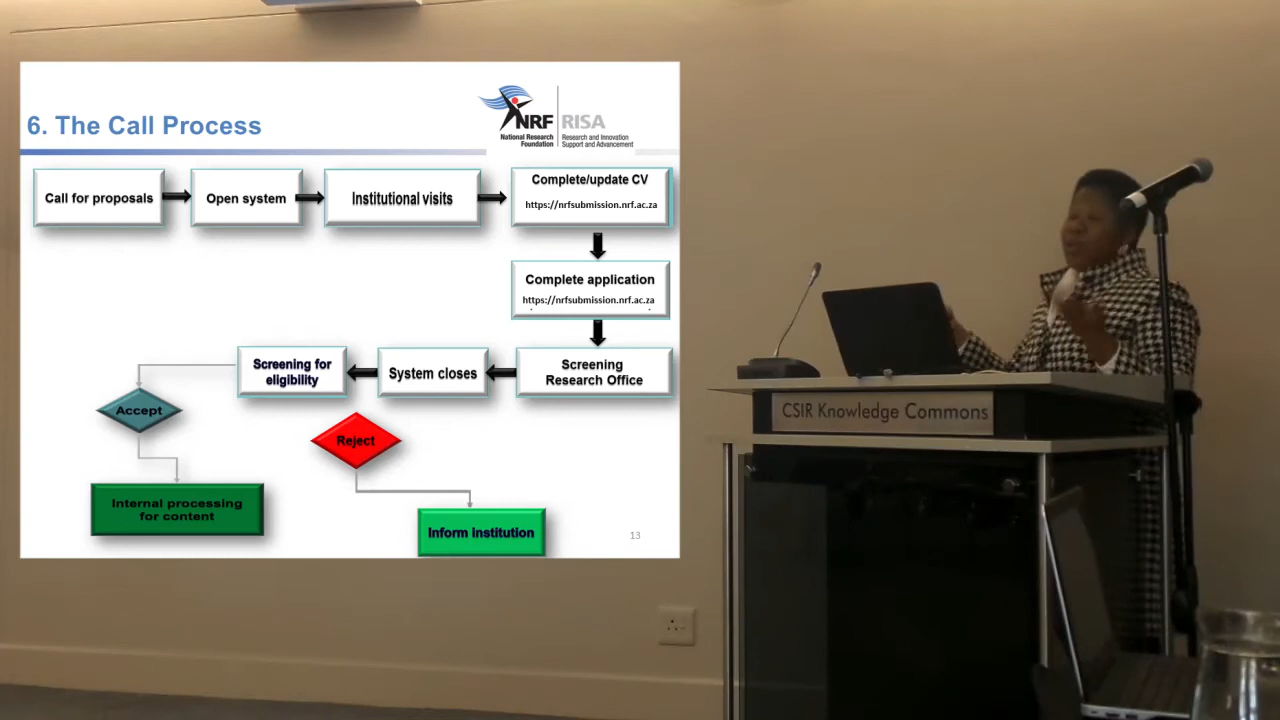 6. The Call Process
NRF
RISA
National Research
Foundation
Research and Innovation
Support and Advancement
Call for proposals
Open system
Institutional visits
Complete/update CV
https://nrfsubmission.nrf.ac.za
Complete application
https://nrfsubmission.nrf.ac.za
Screening for
eligibility
System closes
Screening
Research Office
Accept
Reject
Internal processing
for content
Inform institution
13
CSIR Knowledge Commons